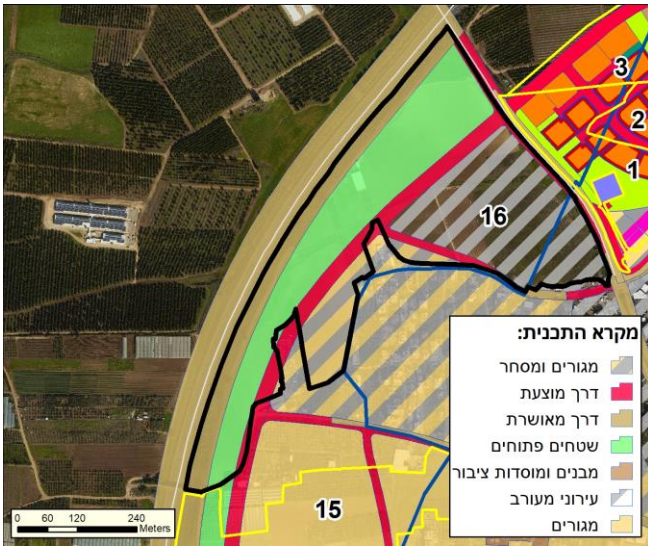 3
2
1
16
15
מקרא התכנית:
מגורים ומסחר
דרך מוצעת
דרך מאושרת
שטחים פתוחים
מבנים ומוסדות ציבור
עירוני מעורב
מגורים
0 60 120 240
Meters